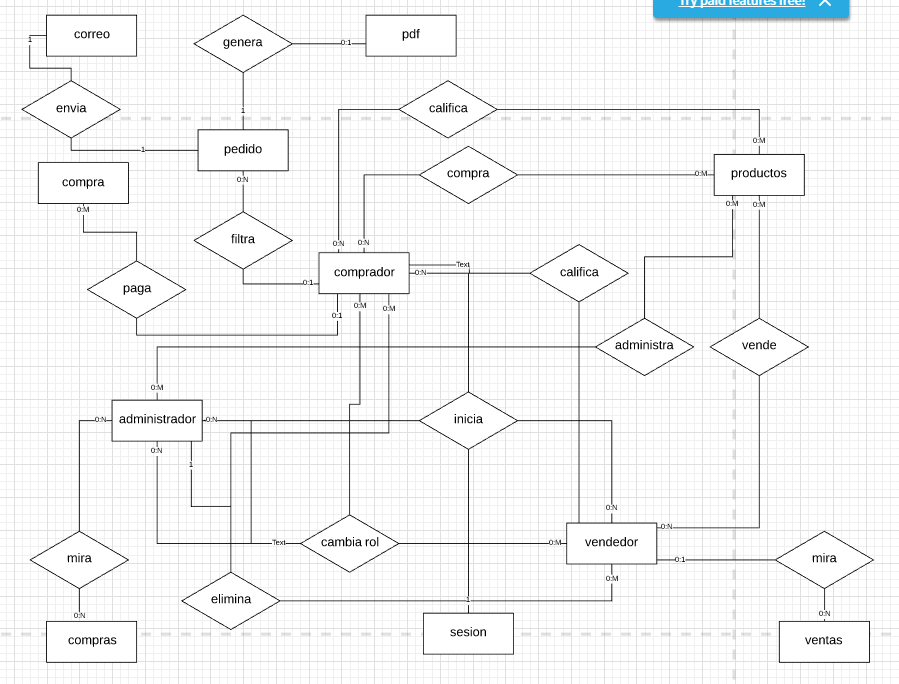 Try paid features free!
correo
pdf
genera
1
0:1
envia
califica
1
pedido
1
0:M
compra
compra
0:M
productos
0:N
0:M
0:M
0:M
filtra
0:N
0:N
comprador
Text
0:N
califica
paga
0:1
0:1
0:M
0:M
administra
vende
0:M
administrador
0:N
0:N
inicia
0:N
1
0:N
0:N
mira
Text
cambia rol
0:M
vendedor
0:1
mira
0:M
elimina
1
0:N
0:N
compras
sesion
ventas